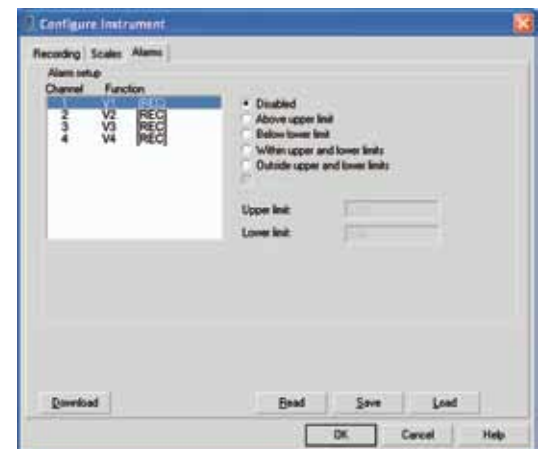 Configure Instrument
Recording Scales Alarms
Alarm setup
Channel Function
1 V1 [REC]
2 V2 [REC]
3 V3 [REC]
4 V4 [REC]
Disabled
Above upper limit
Below lower limit
Within upper and lower limits
Outside upper and lower limits
Upper limit:
Lower limit:
Download Read Save Load
OK Cancel Help